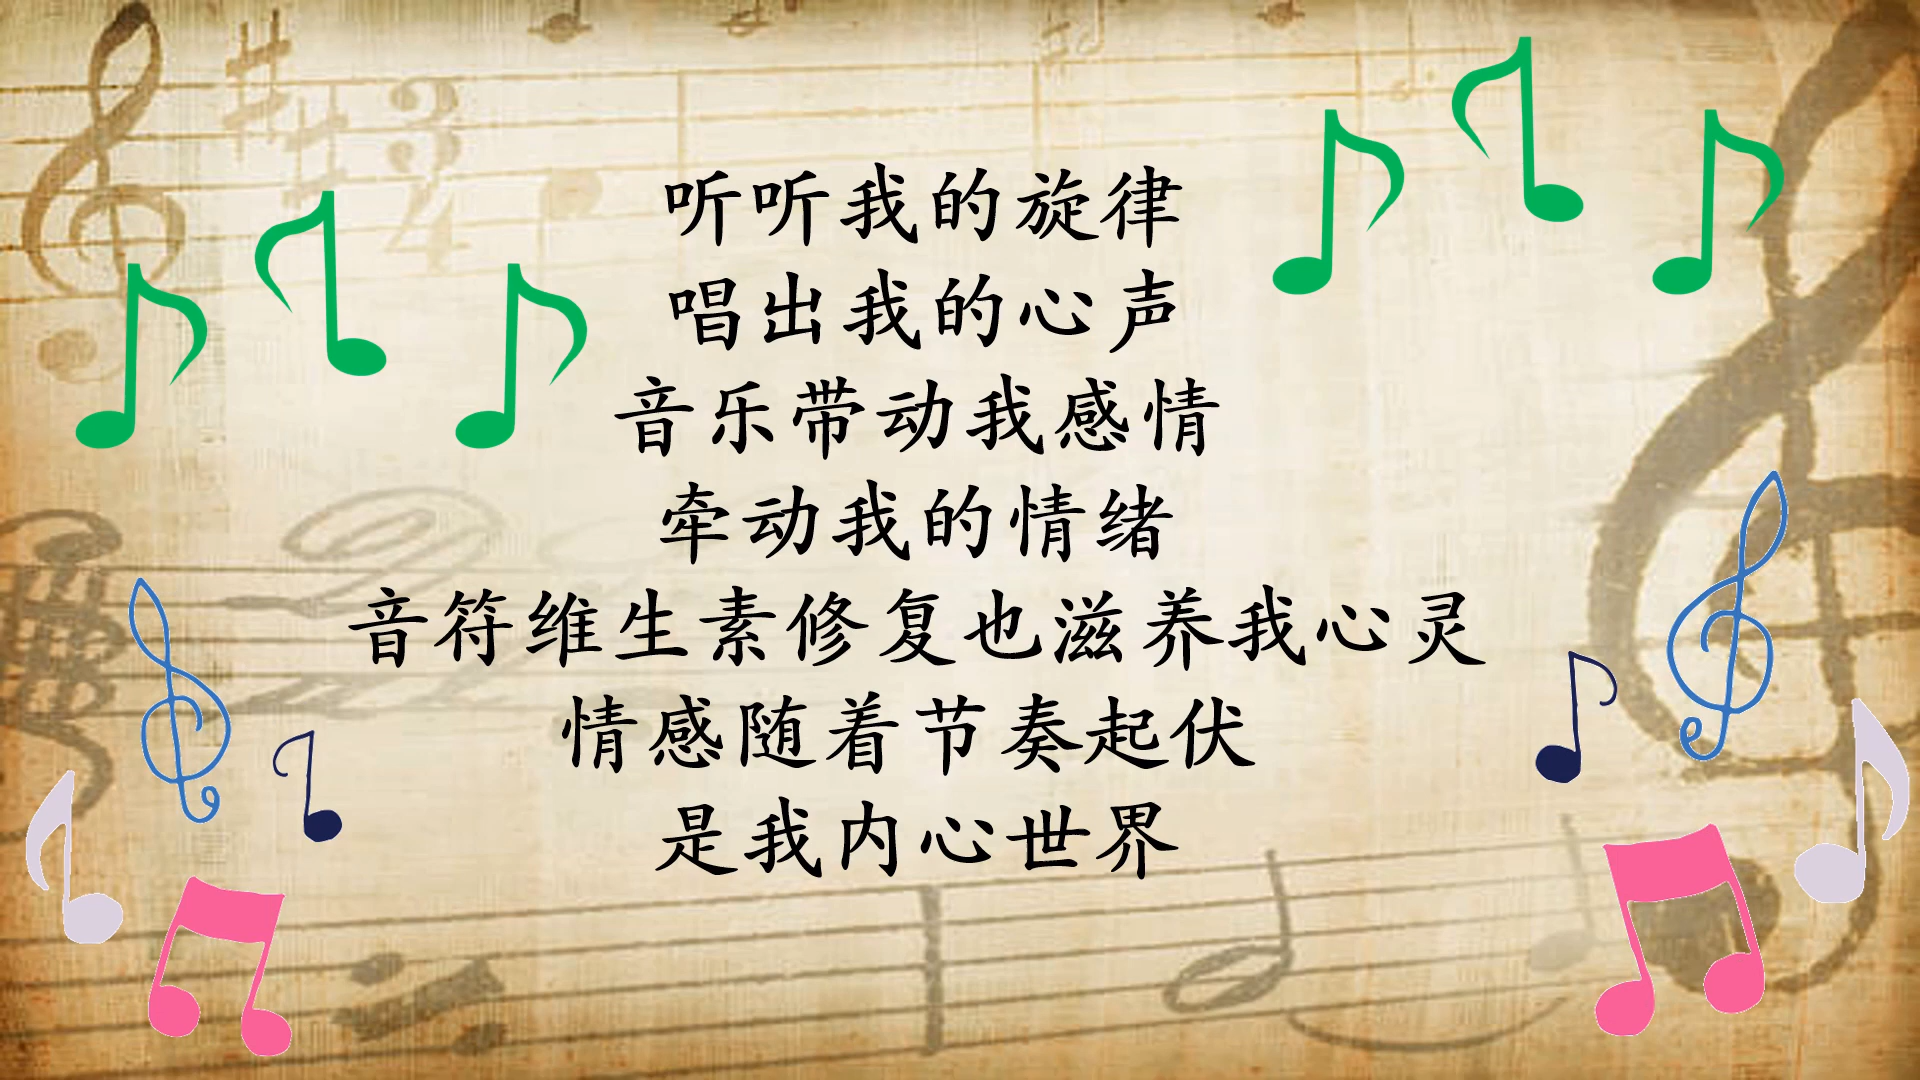 听听我的旋律
唱出我的心声
音乐带动我感情
牵动我的情绪
音符维生素修复也滋养我心灵
情感随着节奏起伏
是我内心世界